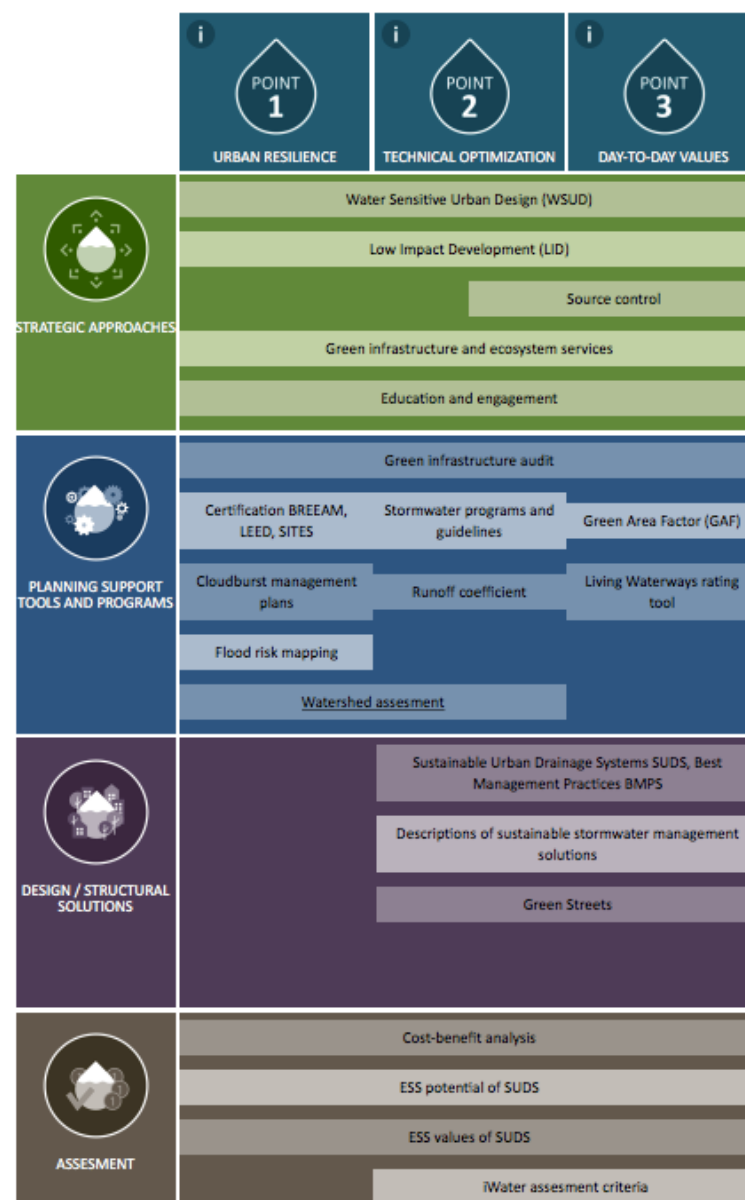 i
POINT
1
URBAN RESILIENCE
i
POINT
2
TECHNICAL OPTIMIZATION
i
POINT
3
DAY-TO-DAY VALUES
STRATEGIC APPROACHES
Water Sensitive Urban Design (WSUD)
Low Impact Development (LID)
Source control
Green infrastructure and ecosystem services
Education and engagement
PLANNING SUPPORT
TOOLS AND PROGRAMS
Green infrastructure audit
Certification BREEAM,
LEED, SITES
Stormwater programs and
guidelines
Green Area Factor (GAF)
Cloudburst management
plans
Runoff coefficient
Living Waterways rating
tool
Flood risk mapping
Watershed assesment
DESIGN / STRUCTURAL
SOLUTIONS
Sustainable Urban Drainage Systems SUDS, Best
Management Practices BMPS
Descriptions of sustainable stormwater management
solutions
Green Streets
ASSESMENT
Cost-benefit analysis
ESS potential of SUDS
ESS values of SUDS
iWater assesment criteria